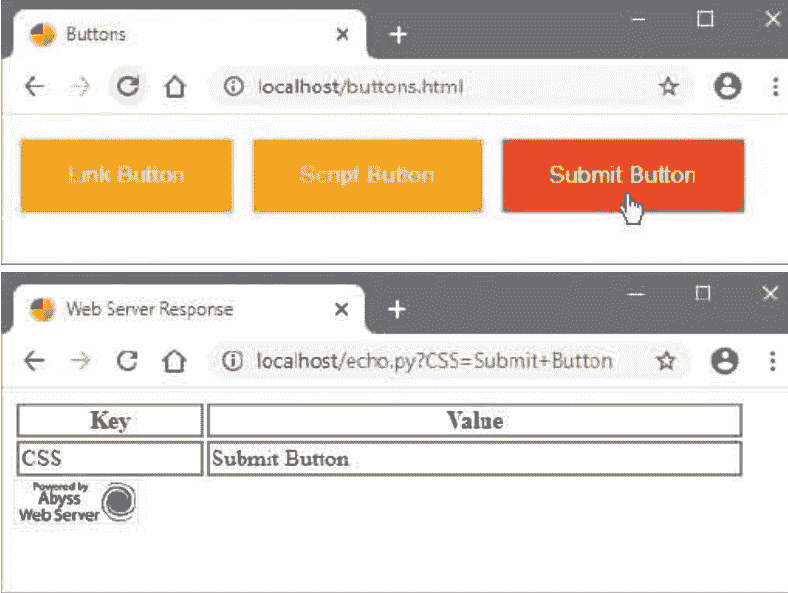 Buttons
localhost/buttons.html
Link Button Script Button Submit Button
Web Server Response
localhost/echo.py?CSS=Submit+Button
Key Value
CSS Submit Button
Powered by
Abyss
Web Server